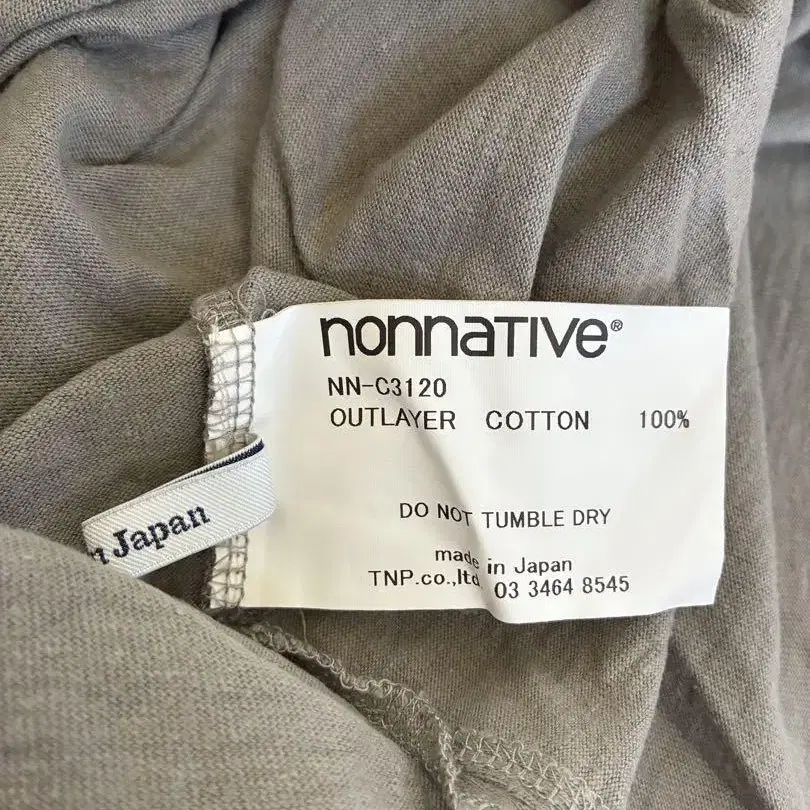 nonnative®
NN-C3120
OUTLAYER COTTON 100%
DO NOT TUMBLE DRY
made in Japan
TNP.co.,ltd 03 3464 8545
Japan